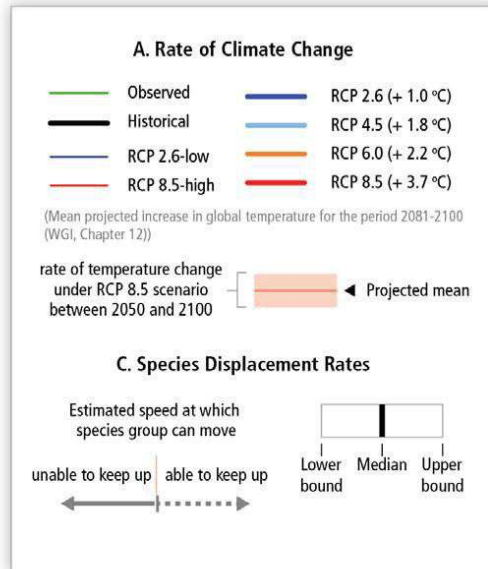 A. Rate of Climate Change
Observed
Historical
RCP 2.6-low
RCP 8.5-high
RCP 2.6 (+ 1.0 ºC)
RCP 4.5 (+ 1.8 ºC)
RCP 6.0 (+ 2.2 ºC)
RCP 8.5 (+ 3.7 ºC)
(Mean projected increase in global temperature for the period 2081-2100
(WGI, Chapter 12))
rate of temperature change
under RCP 8.5 scenario
between 2050 and 2100
Projected mean
C. Species Displacement Rates
Estimated speed at which
species group can move
unable to keep up
able to keep up
Lower
bound
Median
Upper
bound